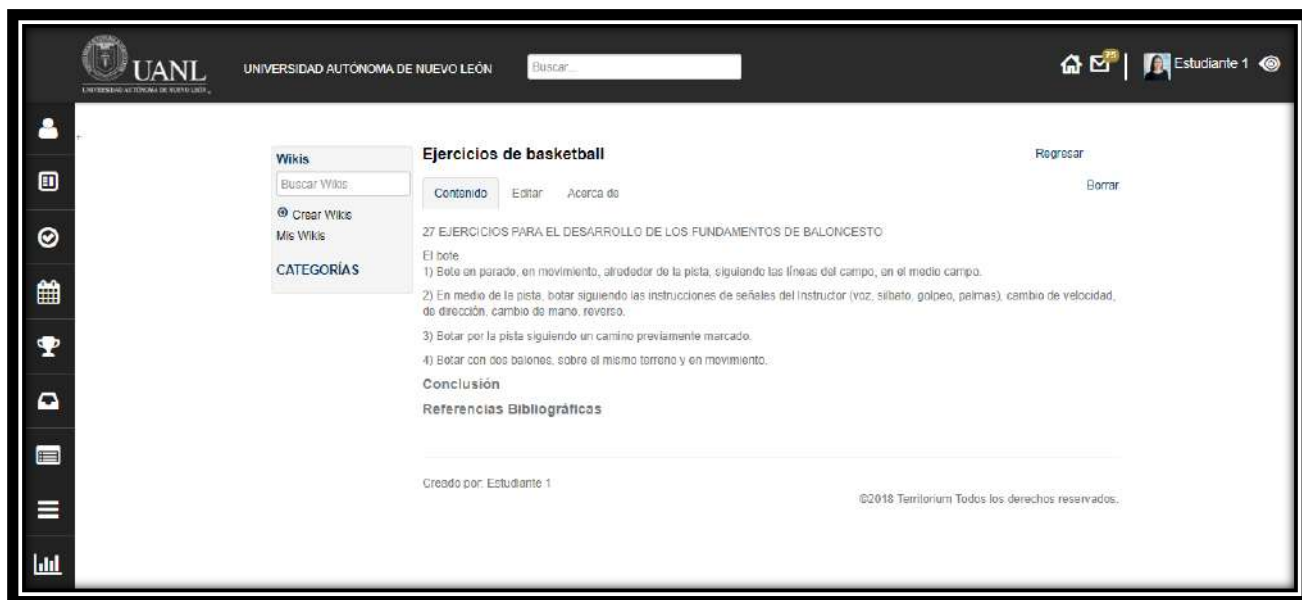 UANL
UNIVERSIDAD AUTÓNOMA DE NUEVO LEÓN
UNIVERSIDAD AUTÓNOMA DE NUEVO LEÓN
Buscar...
75
Estudiante 1
Wikis
Buscar Wikis
Crear Wikis
Mis Wikis
CATEGORÍAS
Ejercicios de basketball
Regresar
Contenido Editar Acerca de
Borrar
27 EJERCICIOS PARA EL DESARROLLO DE LOS FUNDAMENTOS DE BALONCESTO
El bote.
1) Bote en parado, en movimiento, alrededor de la pista, siguiendo las líneas del campo, en el medio campo.
2) En medio de la pista, botar siguiendo las instrucciones de señales del Instructor (voz, silbato, golpeo, palmas), cambio de velocidad,
de dirección, cambio de mano, reverso.
3) Botar por la pista siguiendo un camino previamente marcado.
4) Botar con dos balones, sobre el mismo terreno y en movimiento.
Conclusión
Referencias Bibliográficas
Creado por: Estudiante 1
©2018 Territorium Todos los derechos reservados.